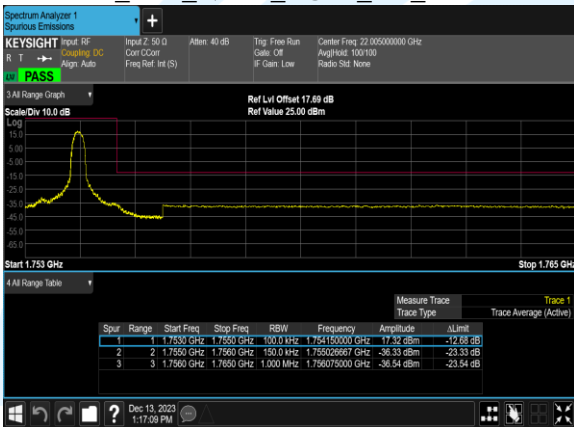 Spectrum Analyzer 1
Spurious Emissions
KEYSIGHT Input: RF Input Z: 50 Ω Atten: 40 dB Trig: Free Run Center Freq: 22.005000000 GHz
R T Coupling: DC Corr CCorr Gate: Off Avg|Hold: 100/100
Align: Auto Freq Ref: Int (S) IF Gain: Low Radio Std: None
PASS
3 All Range Graph
Ref Lvl Offset 17.69 dB
Scale/Div 10.0 dB Ref Value 25.00 dBm
Log
15.0
5.00
-5.00
-15.0
-25.0
-35.0
-45.0
-55.0
-65.0
Start 1.753 GHz Stop 1.765 GHz
4 All Range Table
Measure Trace Trace 1
Trace Type Trace Average (Active)
Spur Range Start Freq Stop Freq RBW Frequency Amplitude ΔLimit
1 1 1.7530 GHz 1.7550 GHz 100.0 kHz 1.754150000 GHz 17.32 dBm -12.68 dB
2 2 1.7550 GHz 1.7560 GHz 150.0 kHz 1.755026667 GHz -36.33 dBm -23.33 dB
3 3 1.7560 GHz 1.7650 GHz 1.000 MHz 1.756075000 GHz -36.54 dBm -23.54 dB
Dec 13, 2023
1:17:09 PM